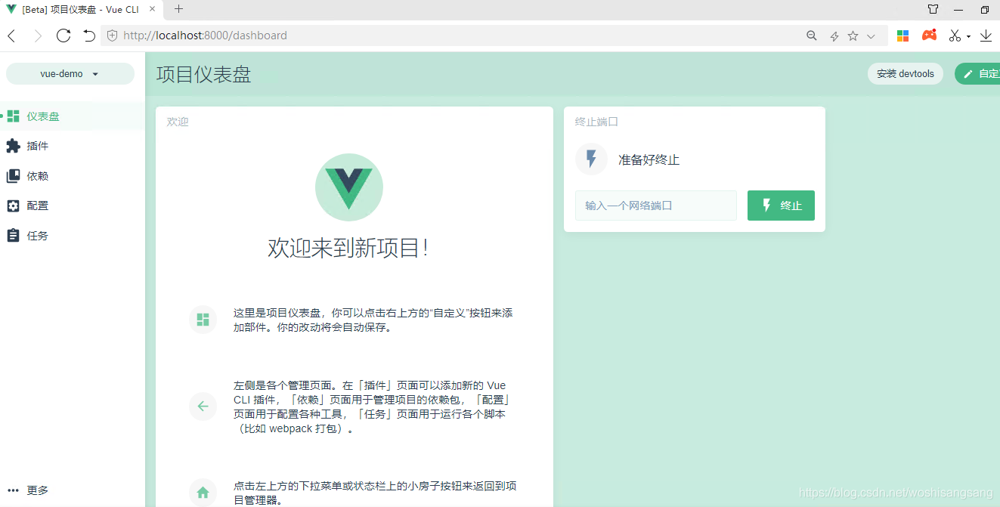 [Beta] 项目仪表盘 - Vue CLI
http://localhost:8000/dashboard
vue-demo
项目仪表盘
安装 devtools
自定
仪表盘
插件
依赖
配置
任务
更多
欢迎
欢迎来到新项目！
这里是项目仪表盘，你可以点击右上方的“自定义”按钮来添
加部件。你的改动将会自动保存。
左侧是各个管理页面。在「插件」页面可以添加新的 Vue
CLI 插件，「依赖」页面用于管理项目的依赖包，「配置」
页面用于配置各种工具，「任务」页面用于运行各个脚本
（比如 webpack 打包）。
点击左上方的下拉菜单或状态栏上的小房子按钮来返回到项
目管理器。
终止端口
准备好终止
输入一个网络端口
终止
https://blog.csdn.net/woshisangsang